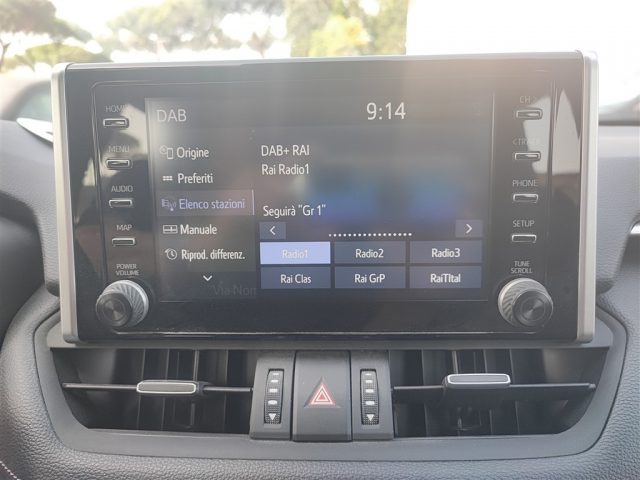 DAB
9:14
HOME
MENU
AUDIO
MAP
POWER
VOLUME
Origine
Preferiti
Elenco stazioni
Manuale
Riprod. differenz.
DAB+ RAI
Rai Radio1
Seguirà "Gr 1"
Radio1
Radio2
Radio3
Rai Clas
Rai GrP
RaiTItal
CH
PHONE
SETUP
TUNE
SCROLL